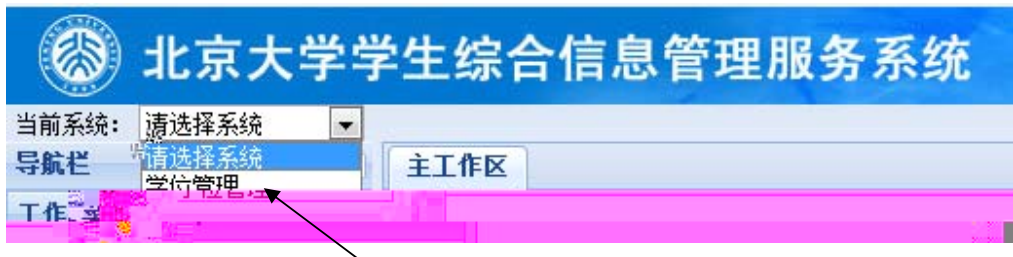 北京大学学生综合信息管理服务系统
当前系统: 请选择系统
导航栏 请选择系统 主工作区
学位管理
工作